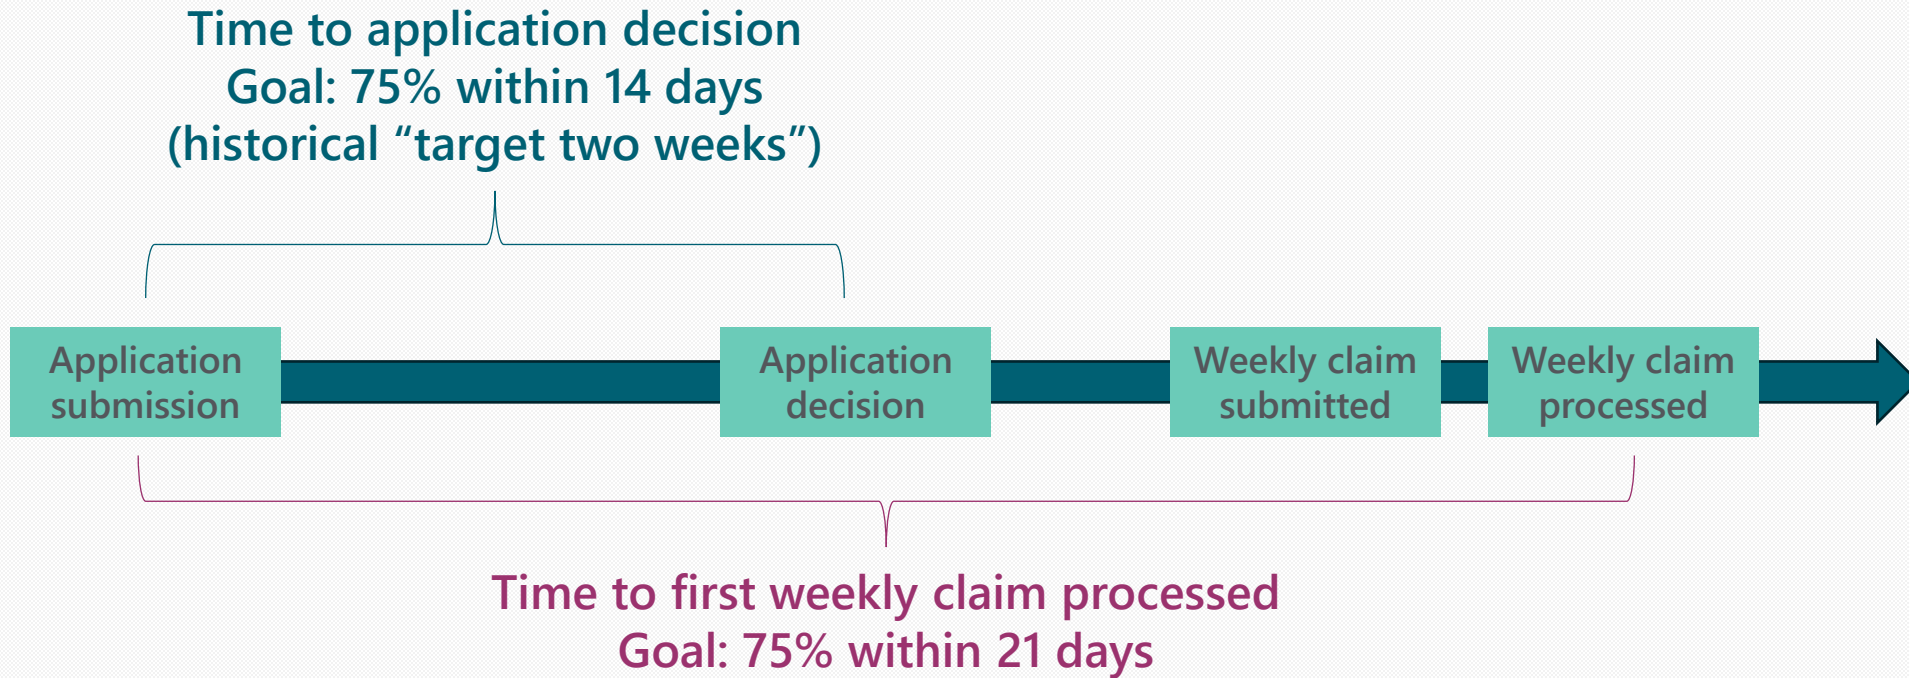 Time to application decision
Goal: 75% within 14 days
(historical “target two weeks”)
Application
submission
Application
decision
Weekly claim
submitted
Weekly claim
processed
Time to first weekly claim processed
Goal: 75% within 21 days